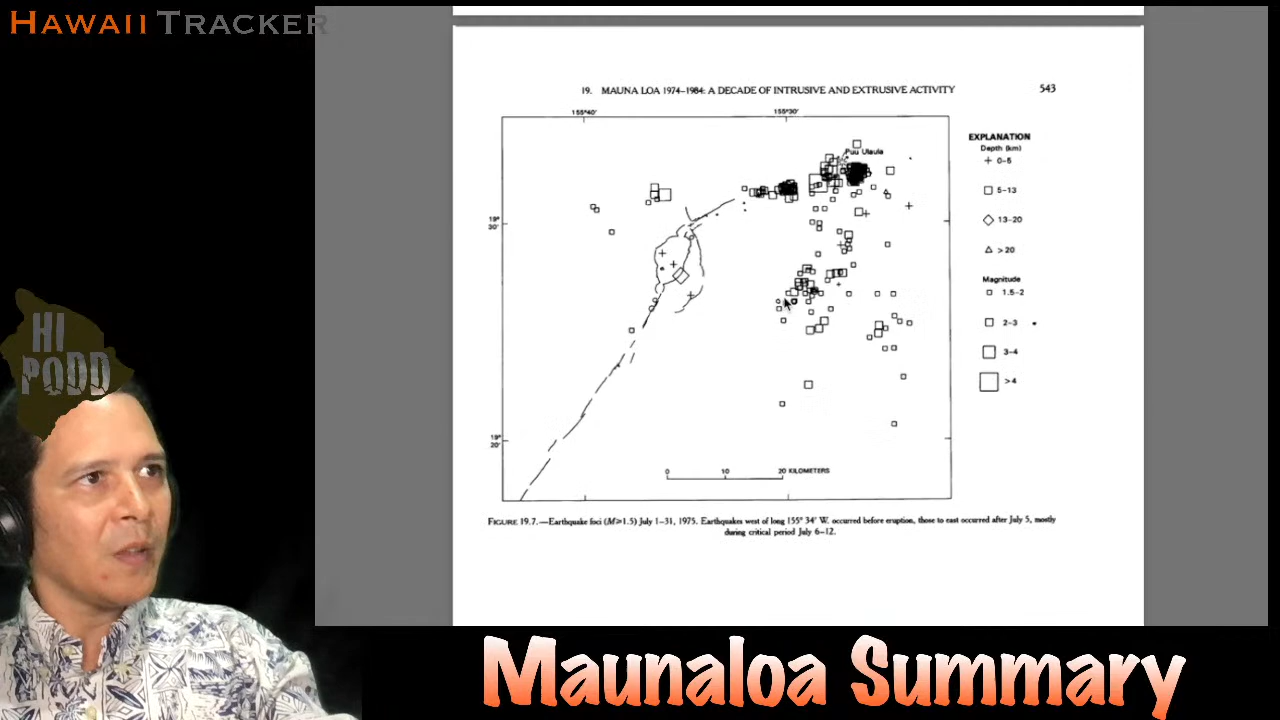 HAWAII TRACKER
19. MAUNA LOA 1974–1984: A DECADE OF INTRUSIVE AND EXTRUSIVE ACTIVITY 543
155°40' 155°30'
EXPLANATION
Depth (km)
0–5
5-13
13-20
>20
Magnitude
1.5–2
2–3
3–4
>4
Puu Ulaula
19°
30'
19°
20'
0 10 20 KILOMETERS
FIGURE 19.7.—Earthquake foci (M≥1.5) July 1–31, 1975. Earthquakes west of long 155° 34' W. occurred before eruption, those to east occurred after July 5, mostly
during critical period July 6–12.
HI
PODD
Maunaloa Summary